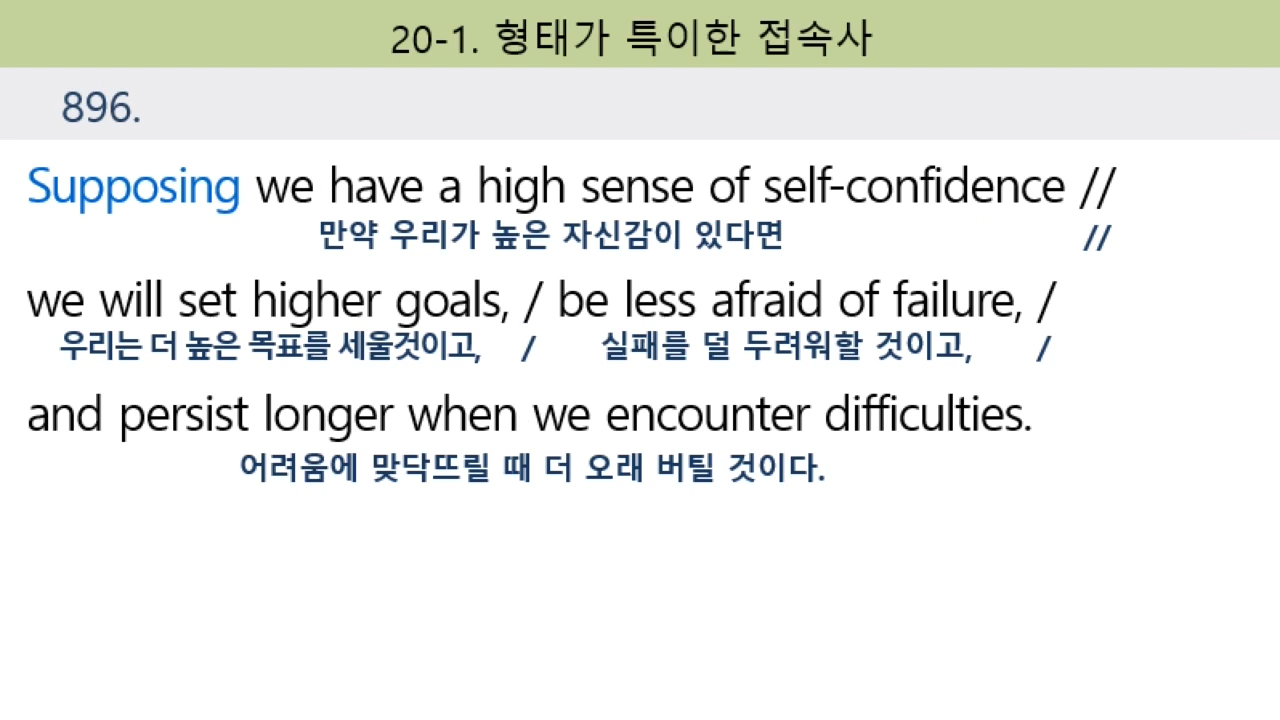 20-1. 형태가 특이한 접속사
896.
Supposing we have a high sense of self-confidence //
만약 우리가 높은 자신감이 있다면 //
we will set higher goals, / be less afraid of failure, /
우리는 더 높은 목표를 세울것이고, / 실패를 덜 두려워할 것이고, /
and persist longer when we encounter difficulties.
어려움에 맞닥뜨릴 때 더 오래 버틸 것이다.